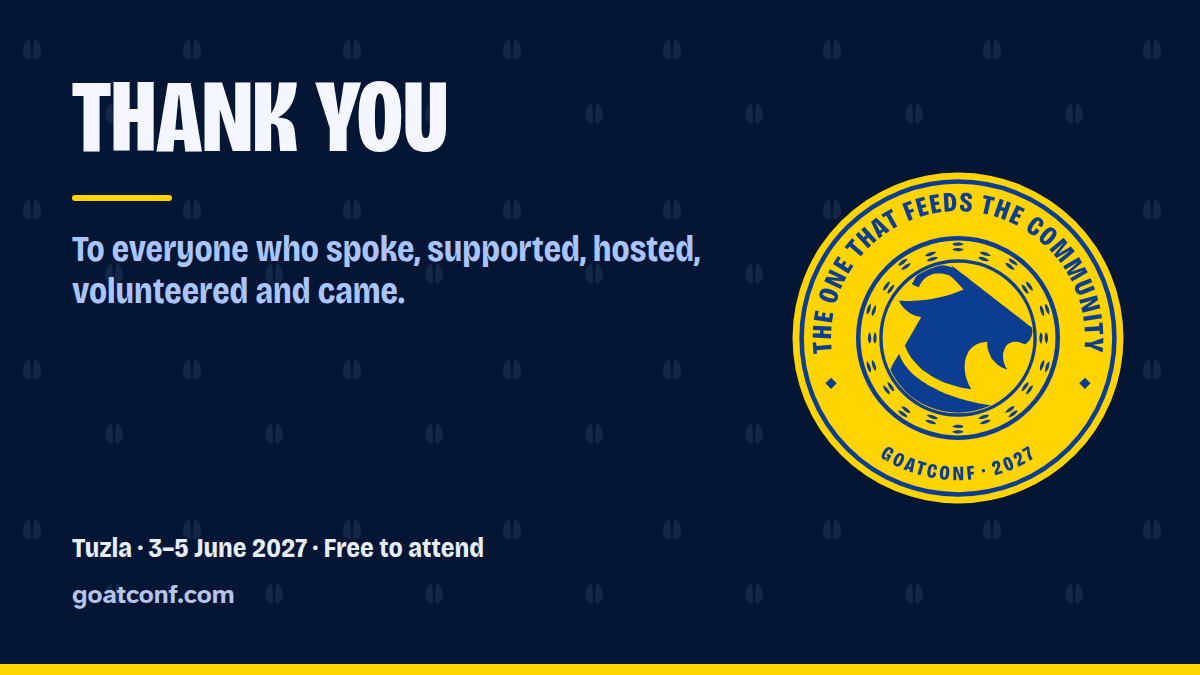 THANK YOU
To everyone who spoke, supported, hosted,
volunteered and came.
THE ONE THAT FEEDS THE COMMUNITY
GOATCONF · 2027
Tuzla · 3–5 June 2027 · Free to attend
goatconf.com